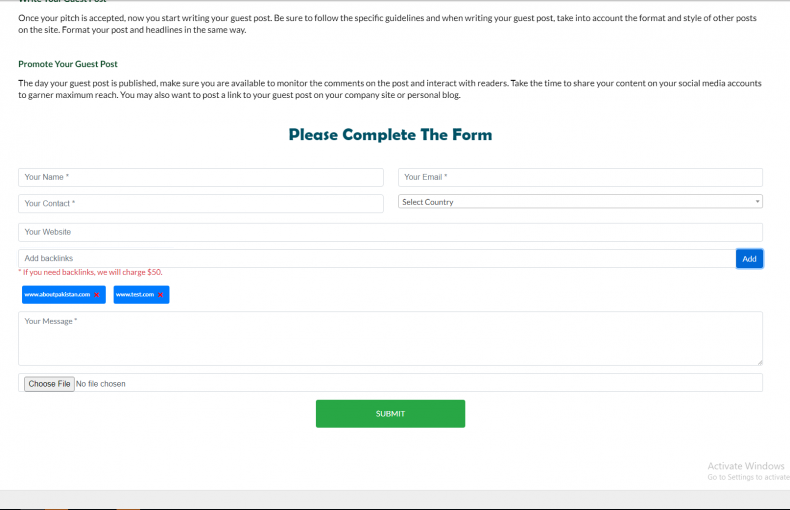 Write Your Guest Post
Once your pitch is accepted, now you start writing your guest post. Be sure to follow the specific guidelines and when writing your guest post, take into account the format and style of other posts
on the site. Format your post and headlines in the same way.
Promote Your Guest Post
The day your guest post is published, make sure you are available to monitor the comments on the post and interact with readers. Take the time to share your content on your social media accounts
to garner maximum reach. You may also want to post a link to your guest post on your company site or personal blog.
Please Complete The Form
Your Name *
Your Email *
Your Contact *
Select Country
Your Website
Add backlinks
Add
* If you need backlinks, we will charge $50.
www.aboutpakistan.com
www.test.com
Your Message *
Choose File No file chosen
SUBMIT
Activate Windows
Go to Settings to activate